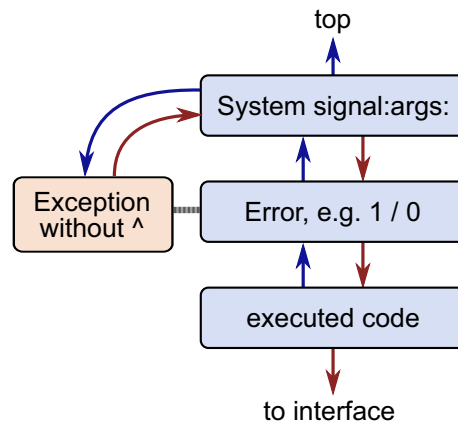 top
System signal:args:
Exception
without ^
Error, e.g. 1 / 0
executed code
to interface